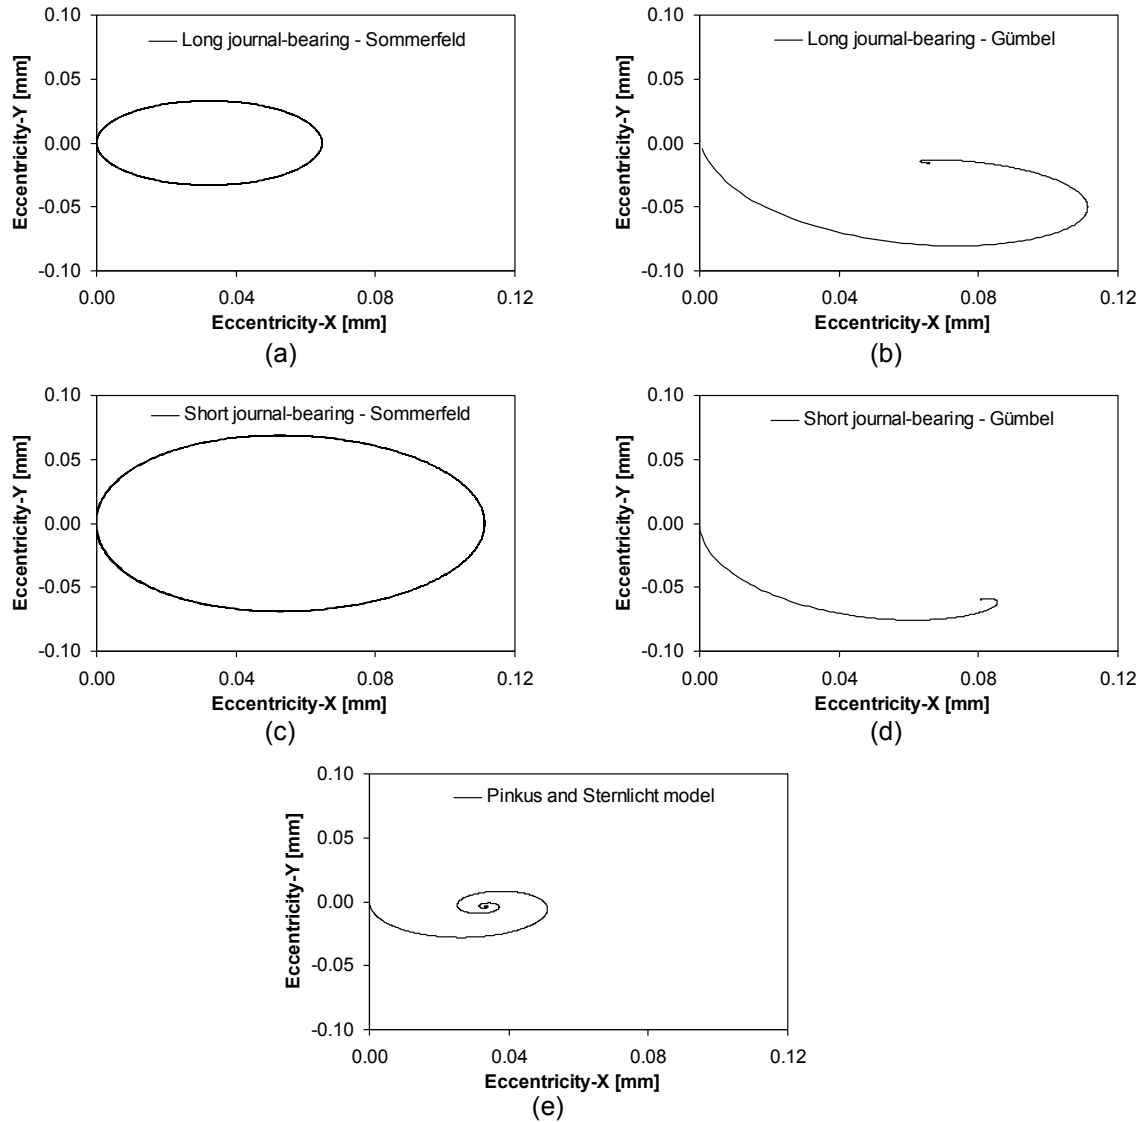 0.10
Long journal-bearing - Sommerfeld
0.05
0.00
-0.05
-0.10
Eccentricity-Y [mm]
0.00 0.04 0.08 0.12
Eccentricity-X [mm]
(a)
0.10
Long journal-bearing - Gümbel
0.05
0.00
-0.05
-0.10
Eccentricity-Y [mm]
0.00 0.04 0.08 0.12
Eccentricity-X [mm]
(b)
0.10
Short journal-bearing - Sommerfeld
0.05
0.00
-0.05
-0.10
Eccentricity-Y [mm]
0.00 0.04 0.08 0.12
Eccentricity-X [mm]
(c)
0.10
Short journal-bearing - Gümbel
0.05
0.00
-0.05
-0.10
Eccentricity-Y [mm]
0.00 0.04 0.08 0.12
Eccentricity-X [mm]
(d)
0.10
Pinkus and Sternlicht model
0.05
0.00
-0.05
-0.10
Eccentricity-Y [mm]
0.00 0.04 0.08 0.12
Eccentricity-X [mm]
(e)